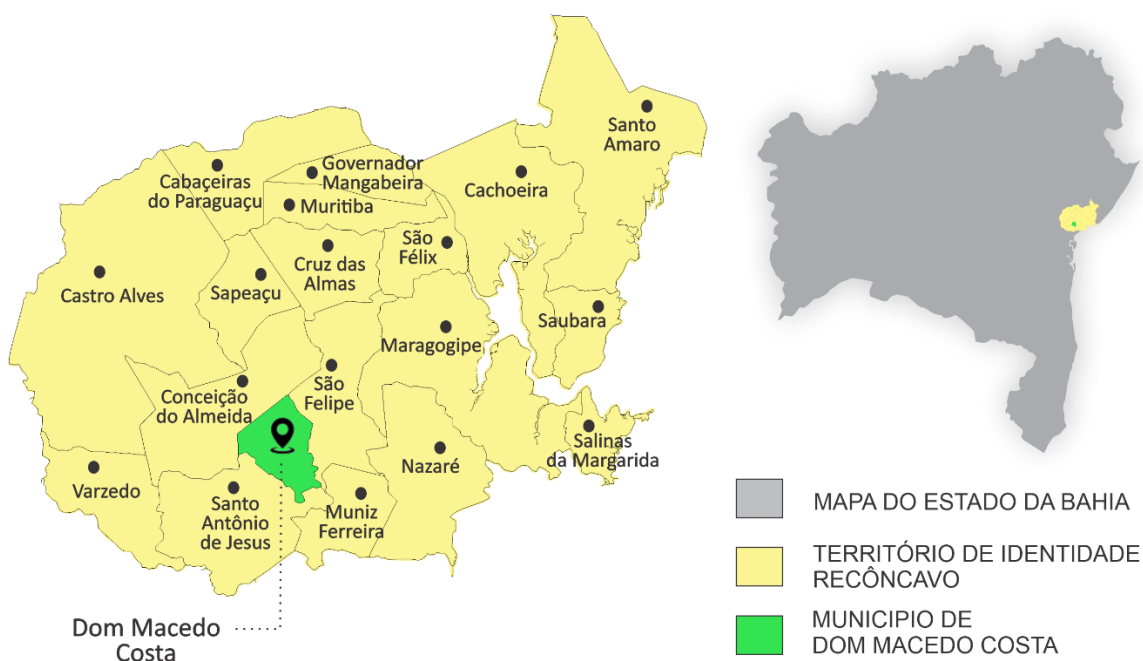 Santo
Amaro
Governador
Mangabeira
Cabaçeiras
do Paraguaçu
Cachoeira
Muritiba
São
Félix
Cruz das
Almas
Castro Alves
Sapeaçu
Saubara
Maragogipe
São
Felipe
Conceição
do Almeida
Salinas
da Margarida
Nazaré
Varzedo
Santo
Antônio
de Jesus
Muniz
Ferreira
Dom Macedo
Costa
MAPA DO ESTADO DA BAHIA
TERRITÓRIO DE IDENTIDADE
RECÔNCAVO
MUNICIPIO DE
DOM MACEDO COSTA